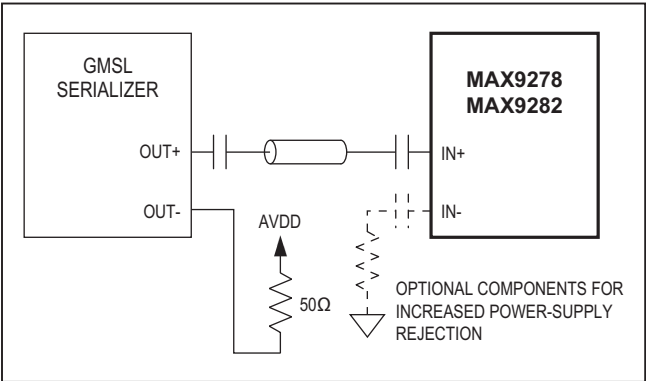 GMSL
SERIALIZER
MAX9278
MAX9282
OUT+
IN+
OUT-
IN-
AVDD
50Ω
OPTIONAL COMPONENTS FOR
INCREASED POWER-SUPPLY
REJECTION